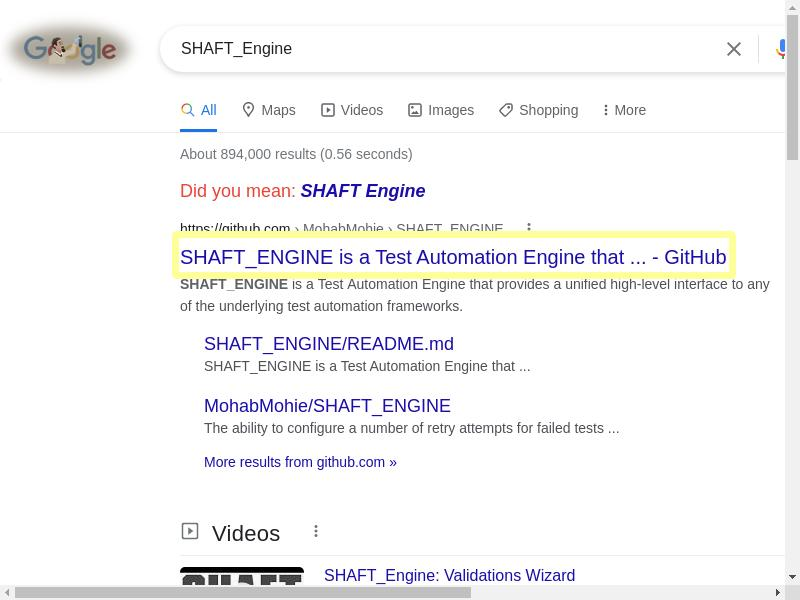 Google
SHAFT_Engine
All Maps Videos Images Shopping More
About 894,000 results (0.56 seconds)
Did you mean: SHAFT Engine
https://github.com › MohabMohie › SHAFT_ENGINE
SHAFT_ENGINE is a Test Automation Engine that ... - GitHub
SHAFT_ENGINE is a Test Automation Engine that provides a unified high-level interface to any
of the underlying test automation frameworks.
SHAFT_ENGINE/README.md
SHAFT_ENGINE is a Test Automation Engine that ...
MohabMohie/SHAFT_ENGINE
The ability to configure a number of retry attempts for failed tests ...
More results from github.com »
Videos
SHAFT
SHAFT_Engine: Validations Wizard